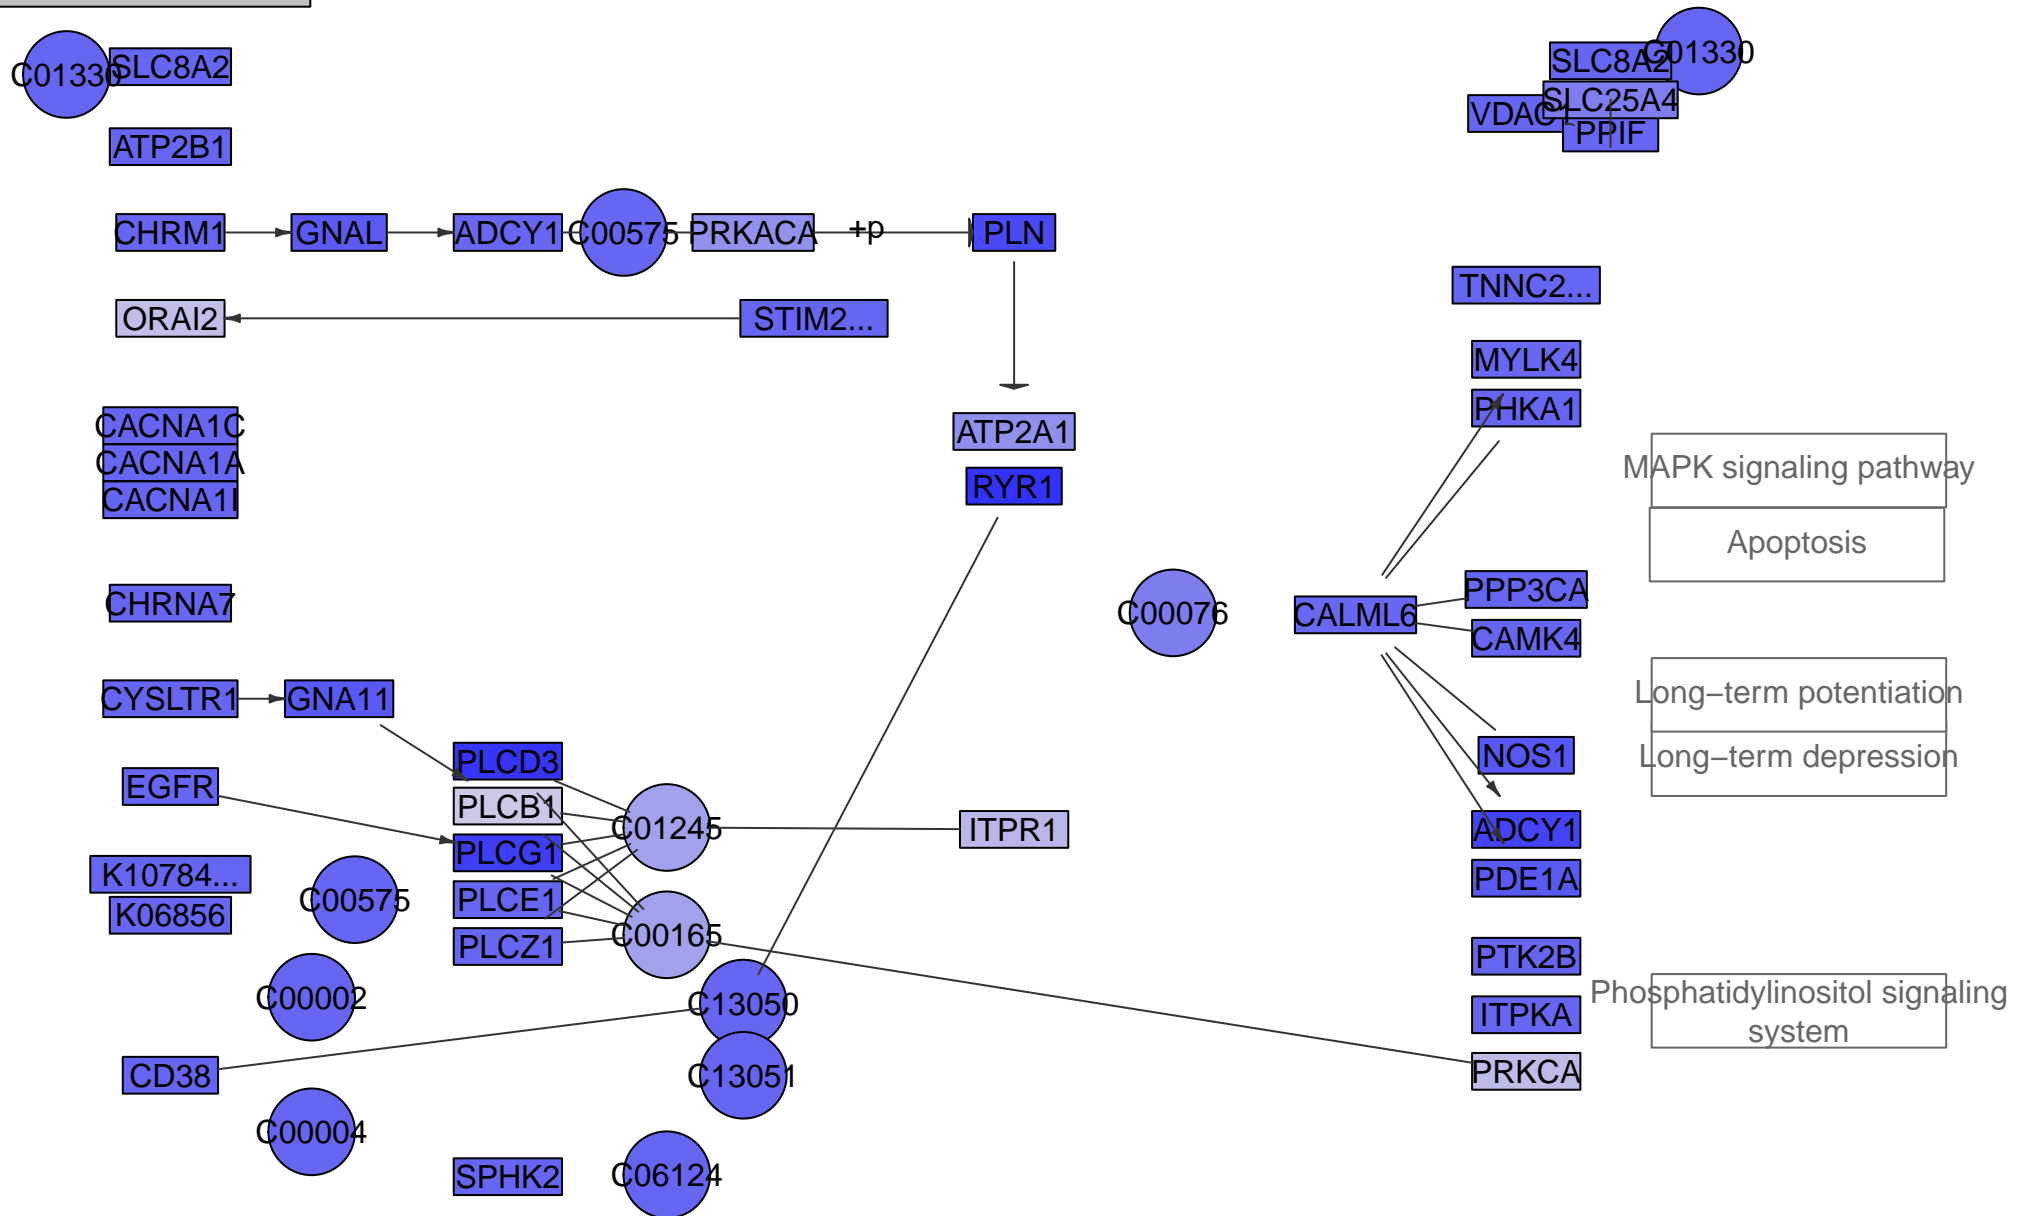 C01330
SLC8A2
SLC8A2
C01330
SLC25A4
VDAC1
PPIF
ATP2B1
CHRM1
GNAL
ADCY1
C00575
PRKACA
+p
PLN
TNNC2...
ORAI2
STIM2...
MYLK4
PHKA1
CACNA1C
CACNA1A
CACNA1I
ATP2A1
RYR1
MAPK signaling pathway
Apoptosis
CHRNA7
C00076
CALML6
PPP3CA
CAMK4
CYSLTR1
GNA11
Long−term potentiation
Long−term depression
NOS1
PLCD3
EGFR
PLCB1
C01245
ITPR1
ADCY1
PLCG1
K10784...
K06856
C00575
PLCE1
PDE1A
C00165
PLCZ1
PTK2B
C00002
C13050
ITPKA
Phosphatidylinositol signaling
system
CD38
C13051
PRKCA
C00004
SPHK2
C06124